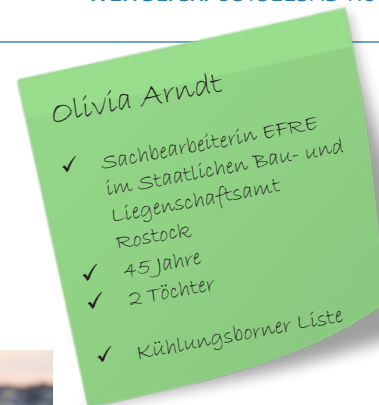 Olivia Arndt
✓ Sachbearbeiterin EFRE
im Staatlichen Bau- und
Liegenschaftsamt
Rostock
✓ 45 Jahre
✓ 2 Töchter
✓ Kühlungsborner Liste